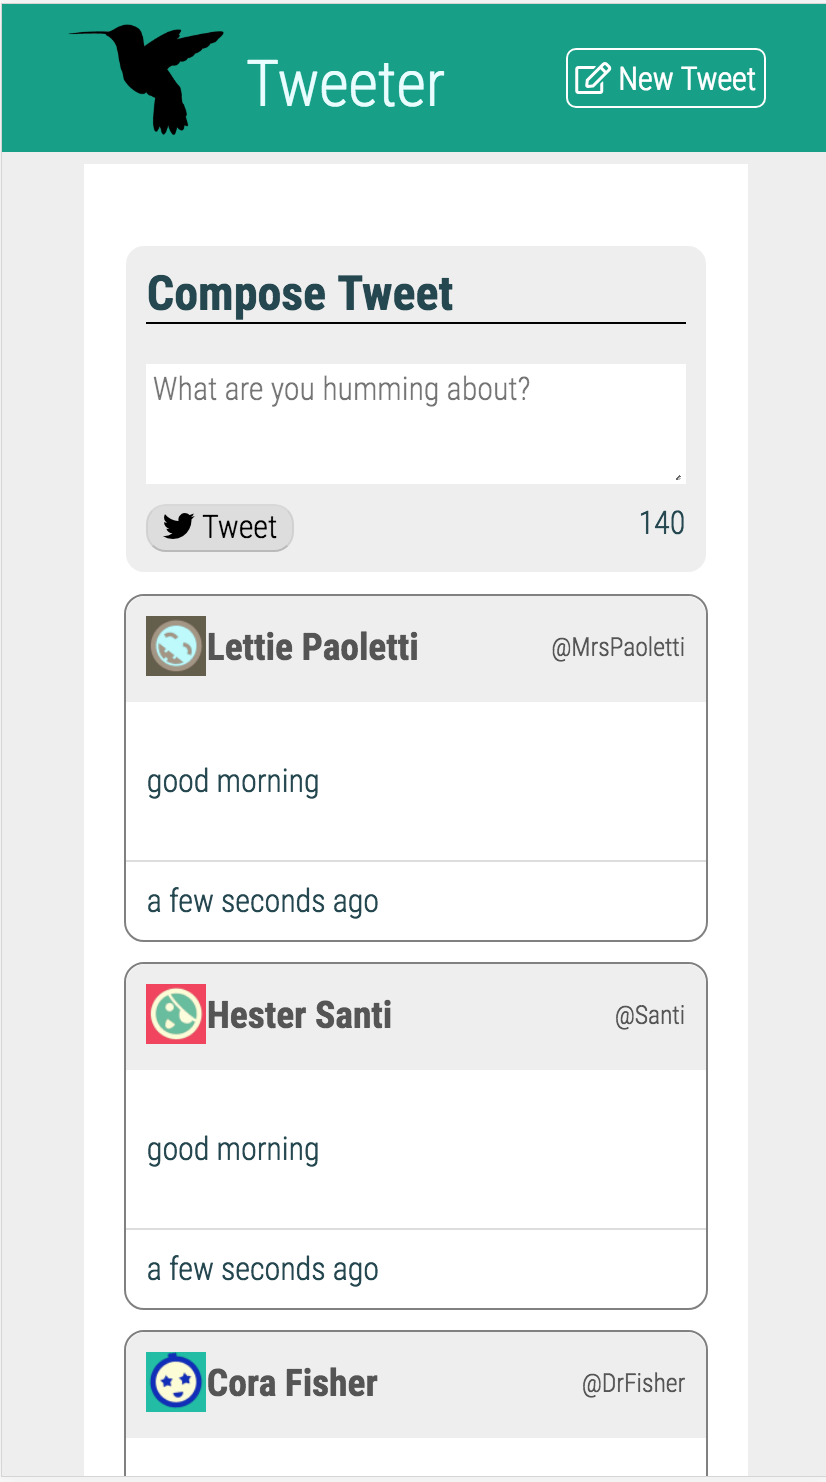 Tweeter
New Tweet
Compose Tweet
What are you humming about?
Tweet
140
Lettie Paoletti
@MrsPaoletti
good morning
a few seconds ago
Hester Santi
@Santi
good morning
a few seconds ago
Cora Fisher
@DrFisher